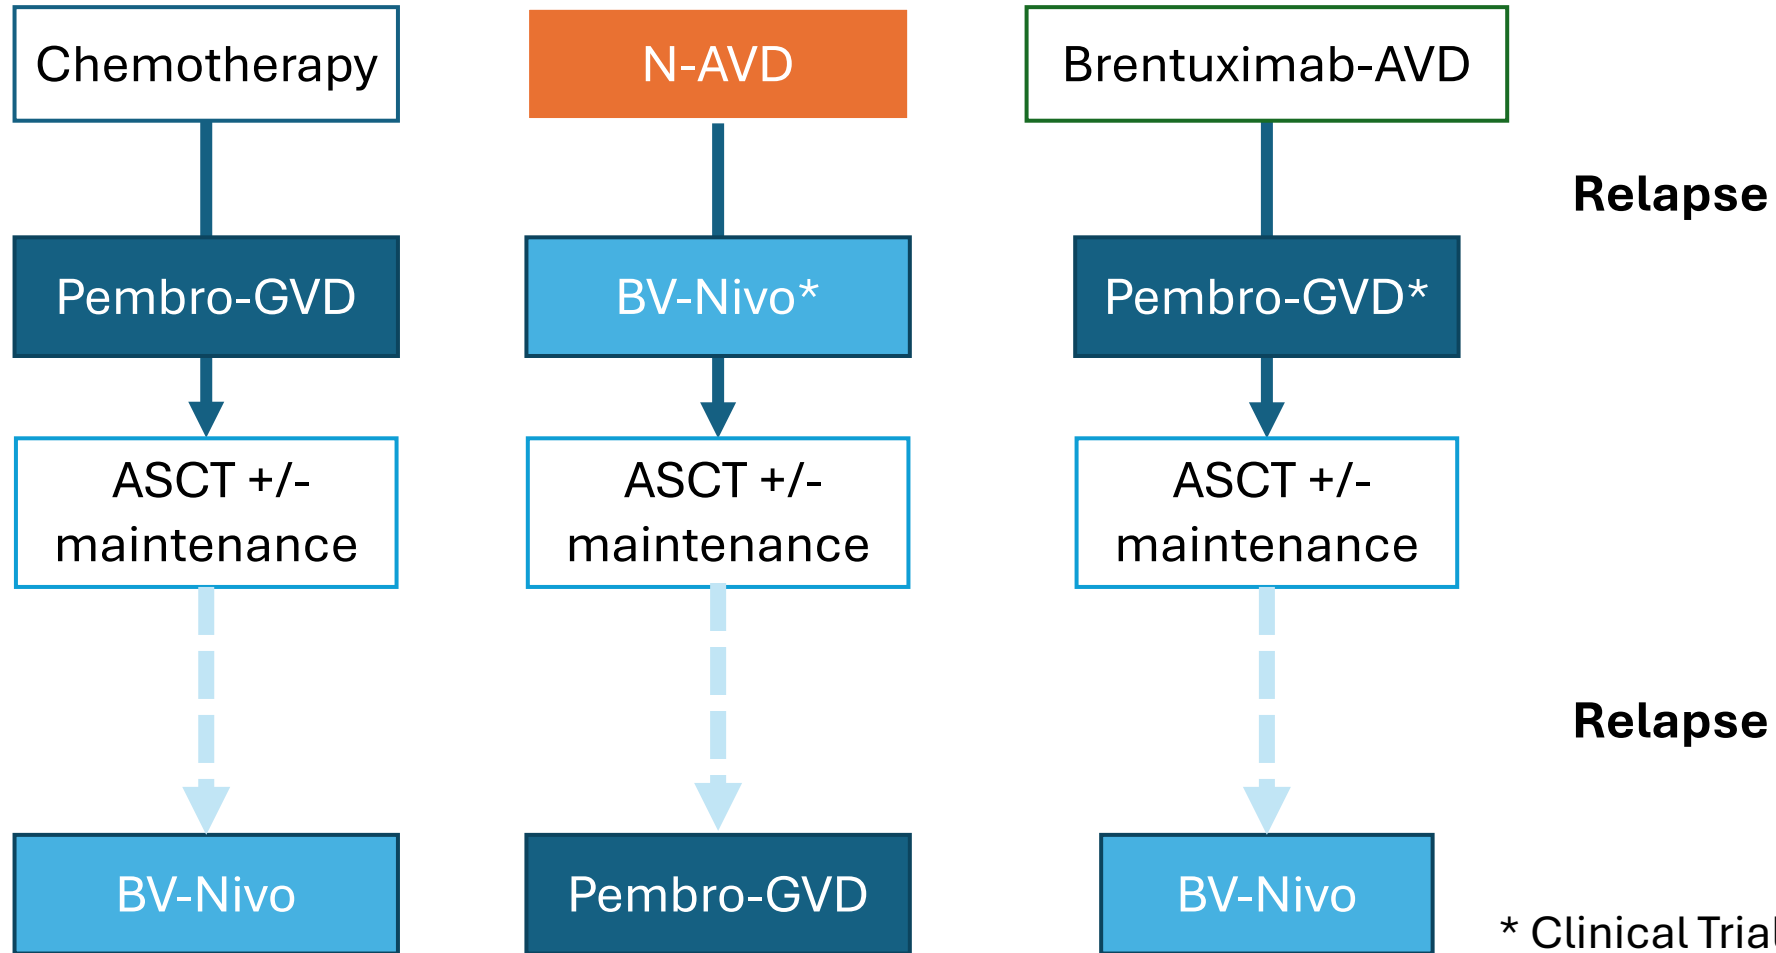 Chemotherapy
N-AVD
Brentuximab-AVD
Relapse
Pembro-GVD
BV-Nivo*
Pembro-GVD*
ASCT +/-
maintenance
ASCT +/-
maintenance
ASCT +/-
maintenance
Relapse
BV-Nivo
Pembro-GVD
BV-Nivo
* Clinical Trial